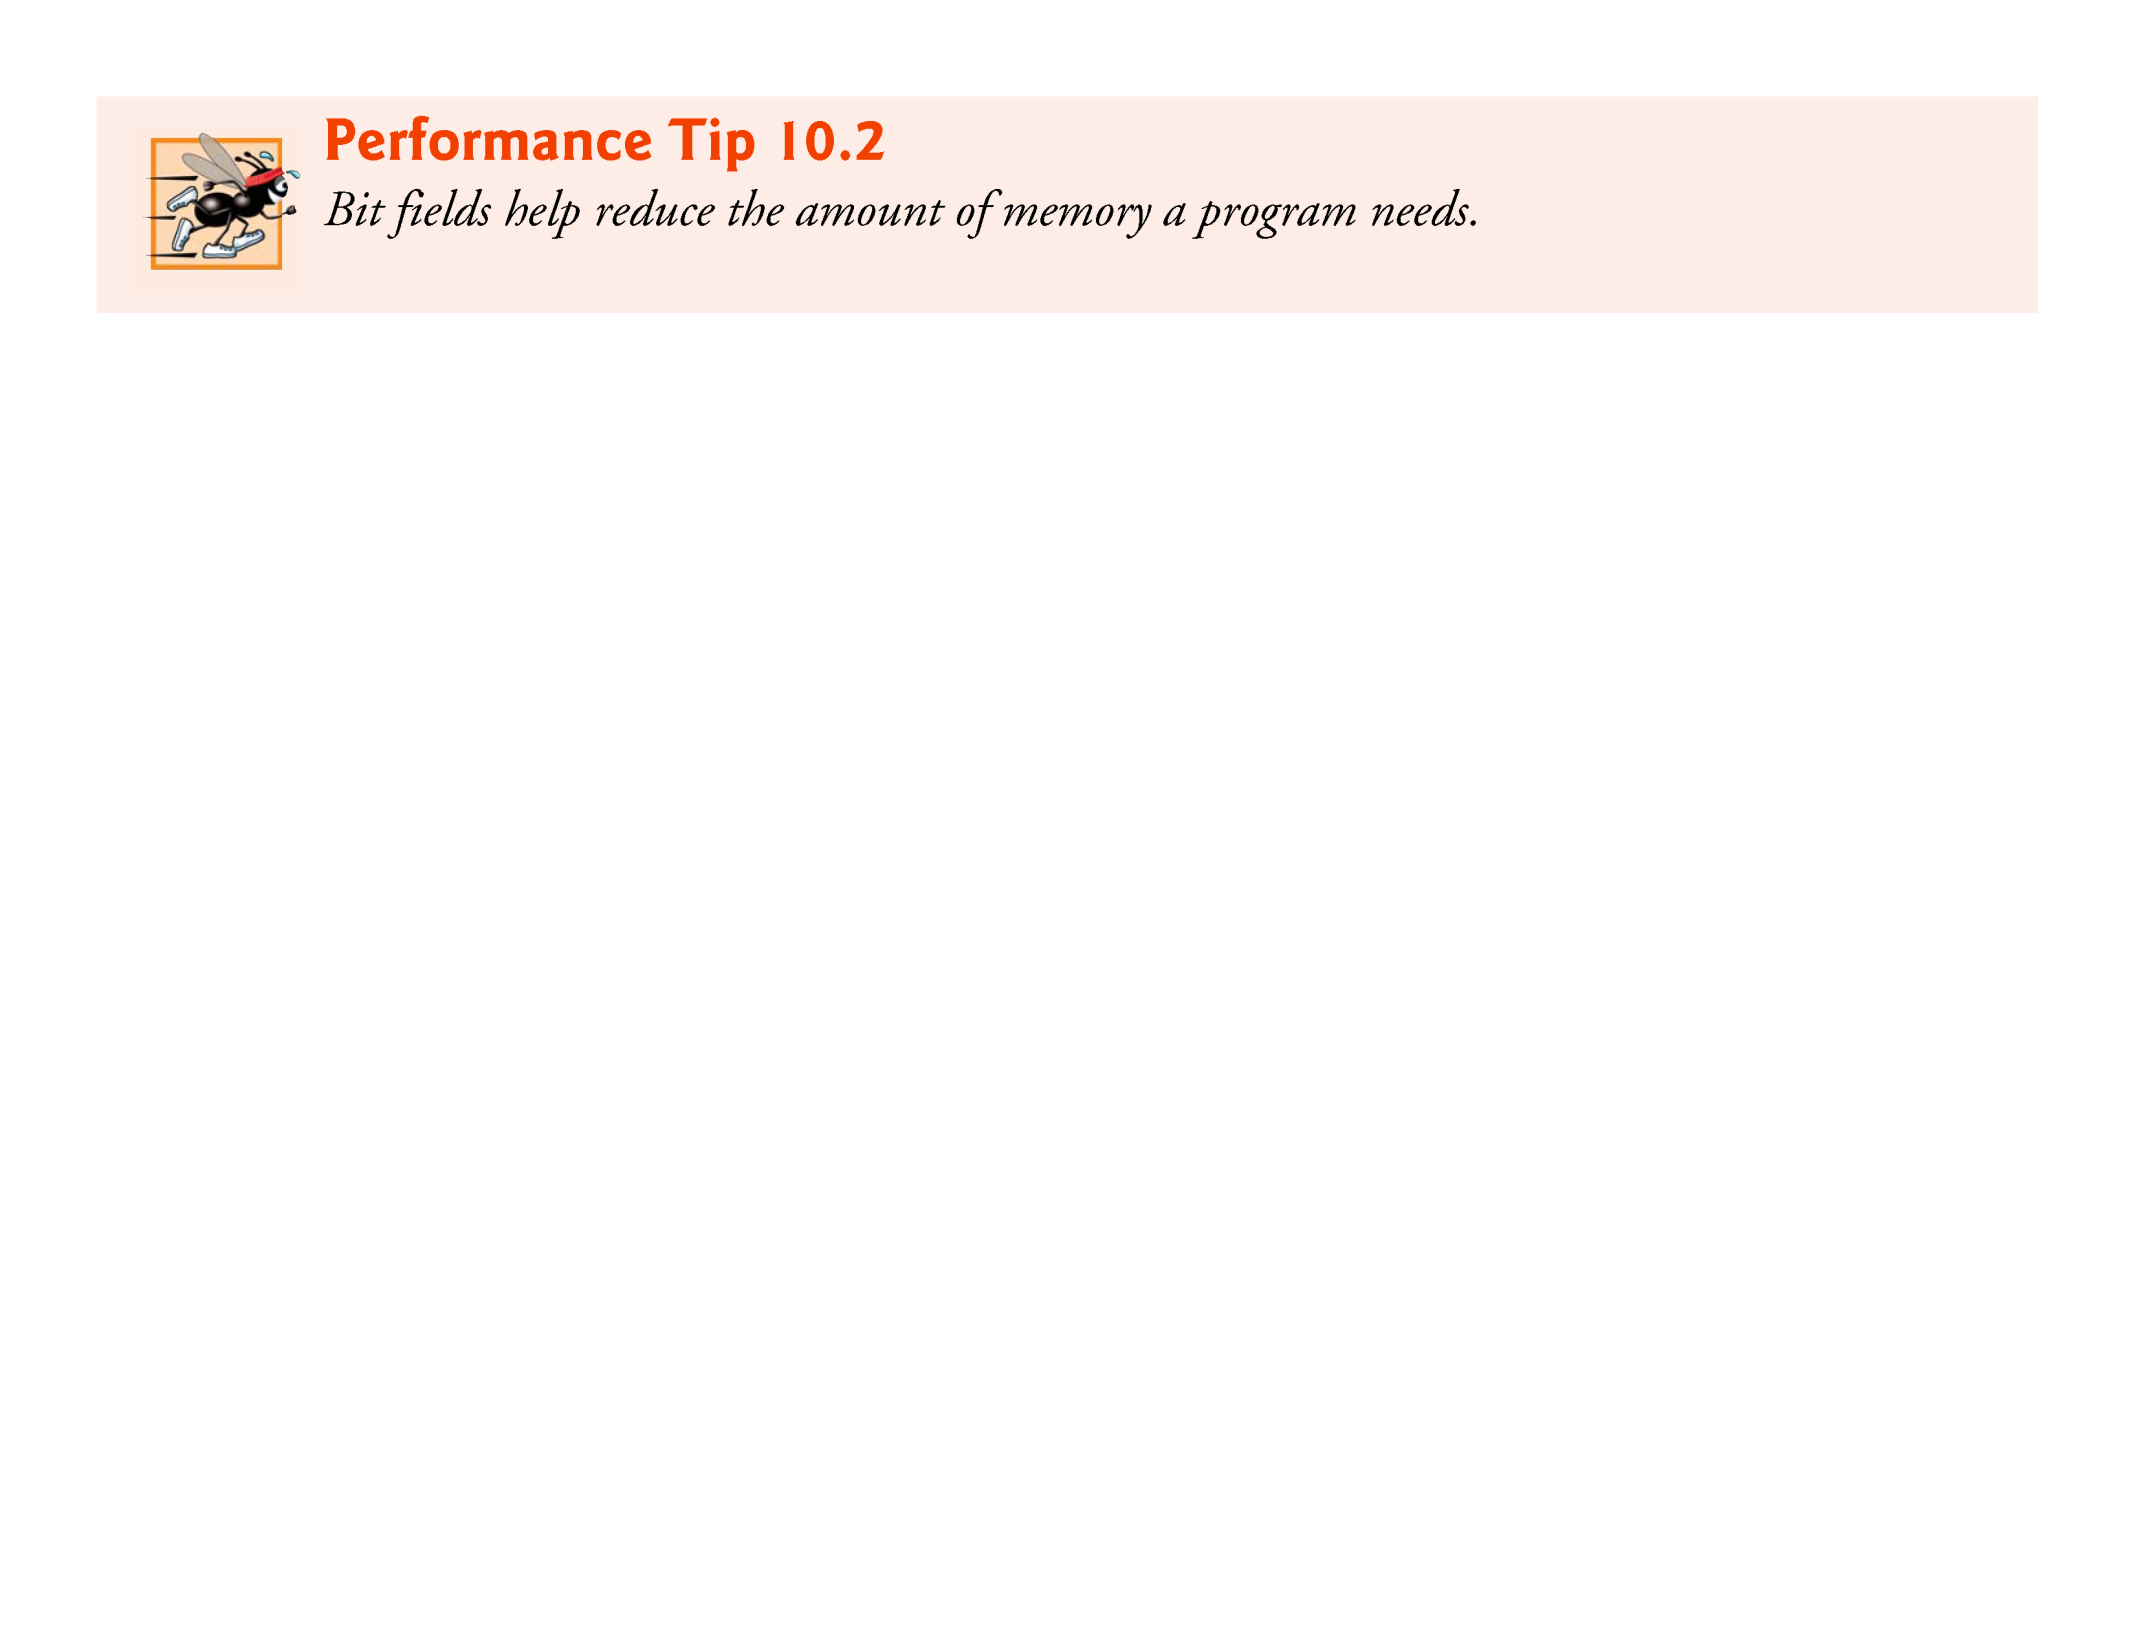 Performance Tip 10.2
Bit fields help reduce the amount of memory a program needs.